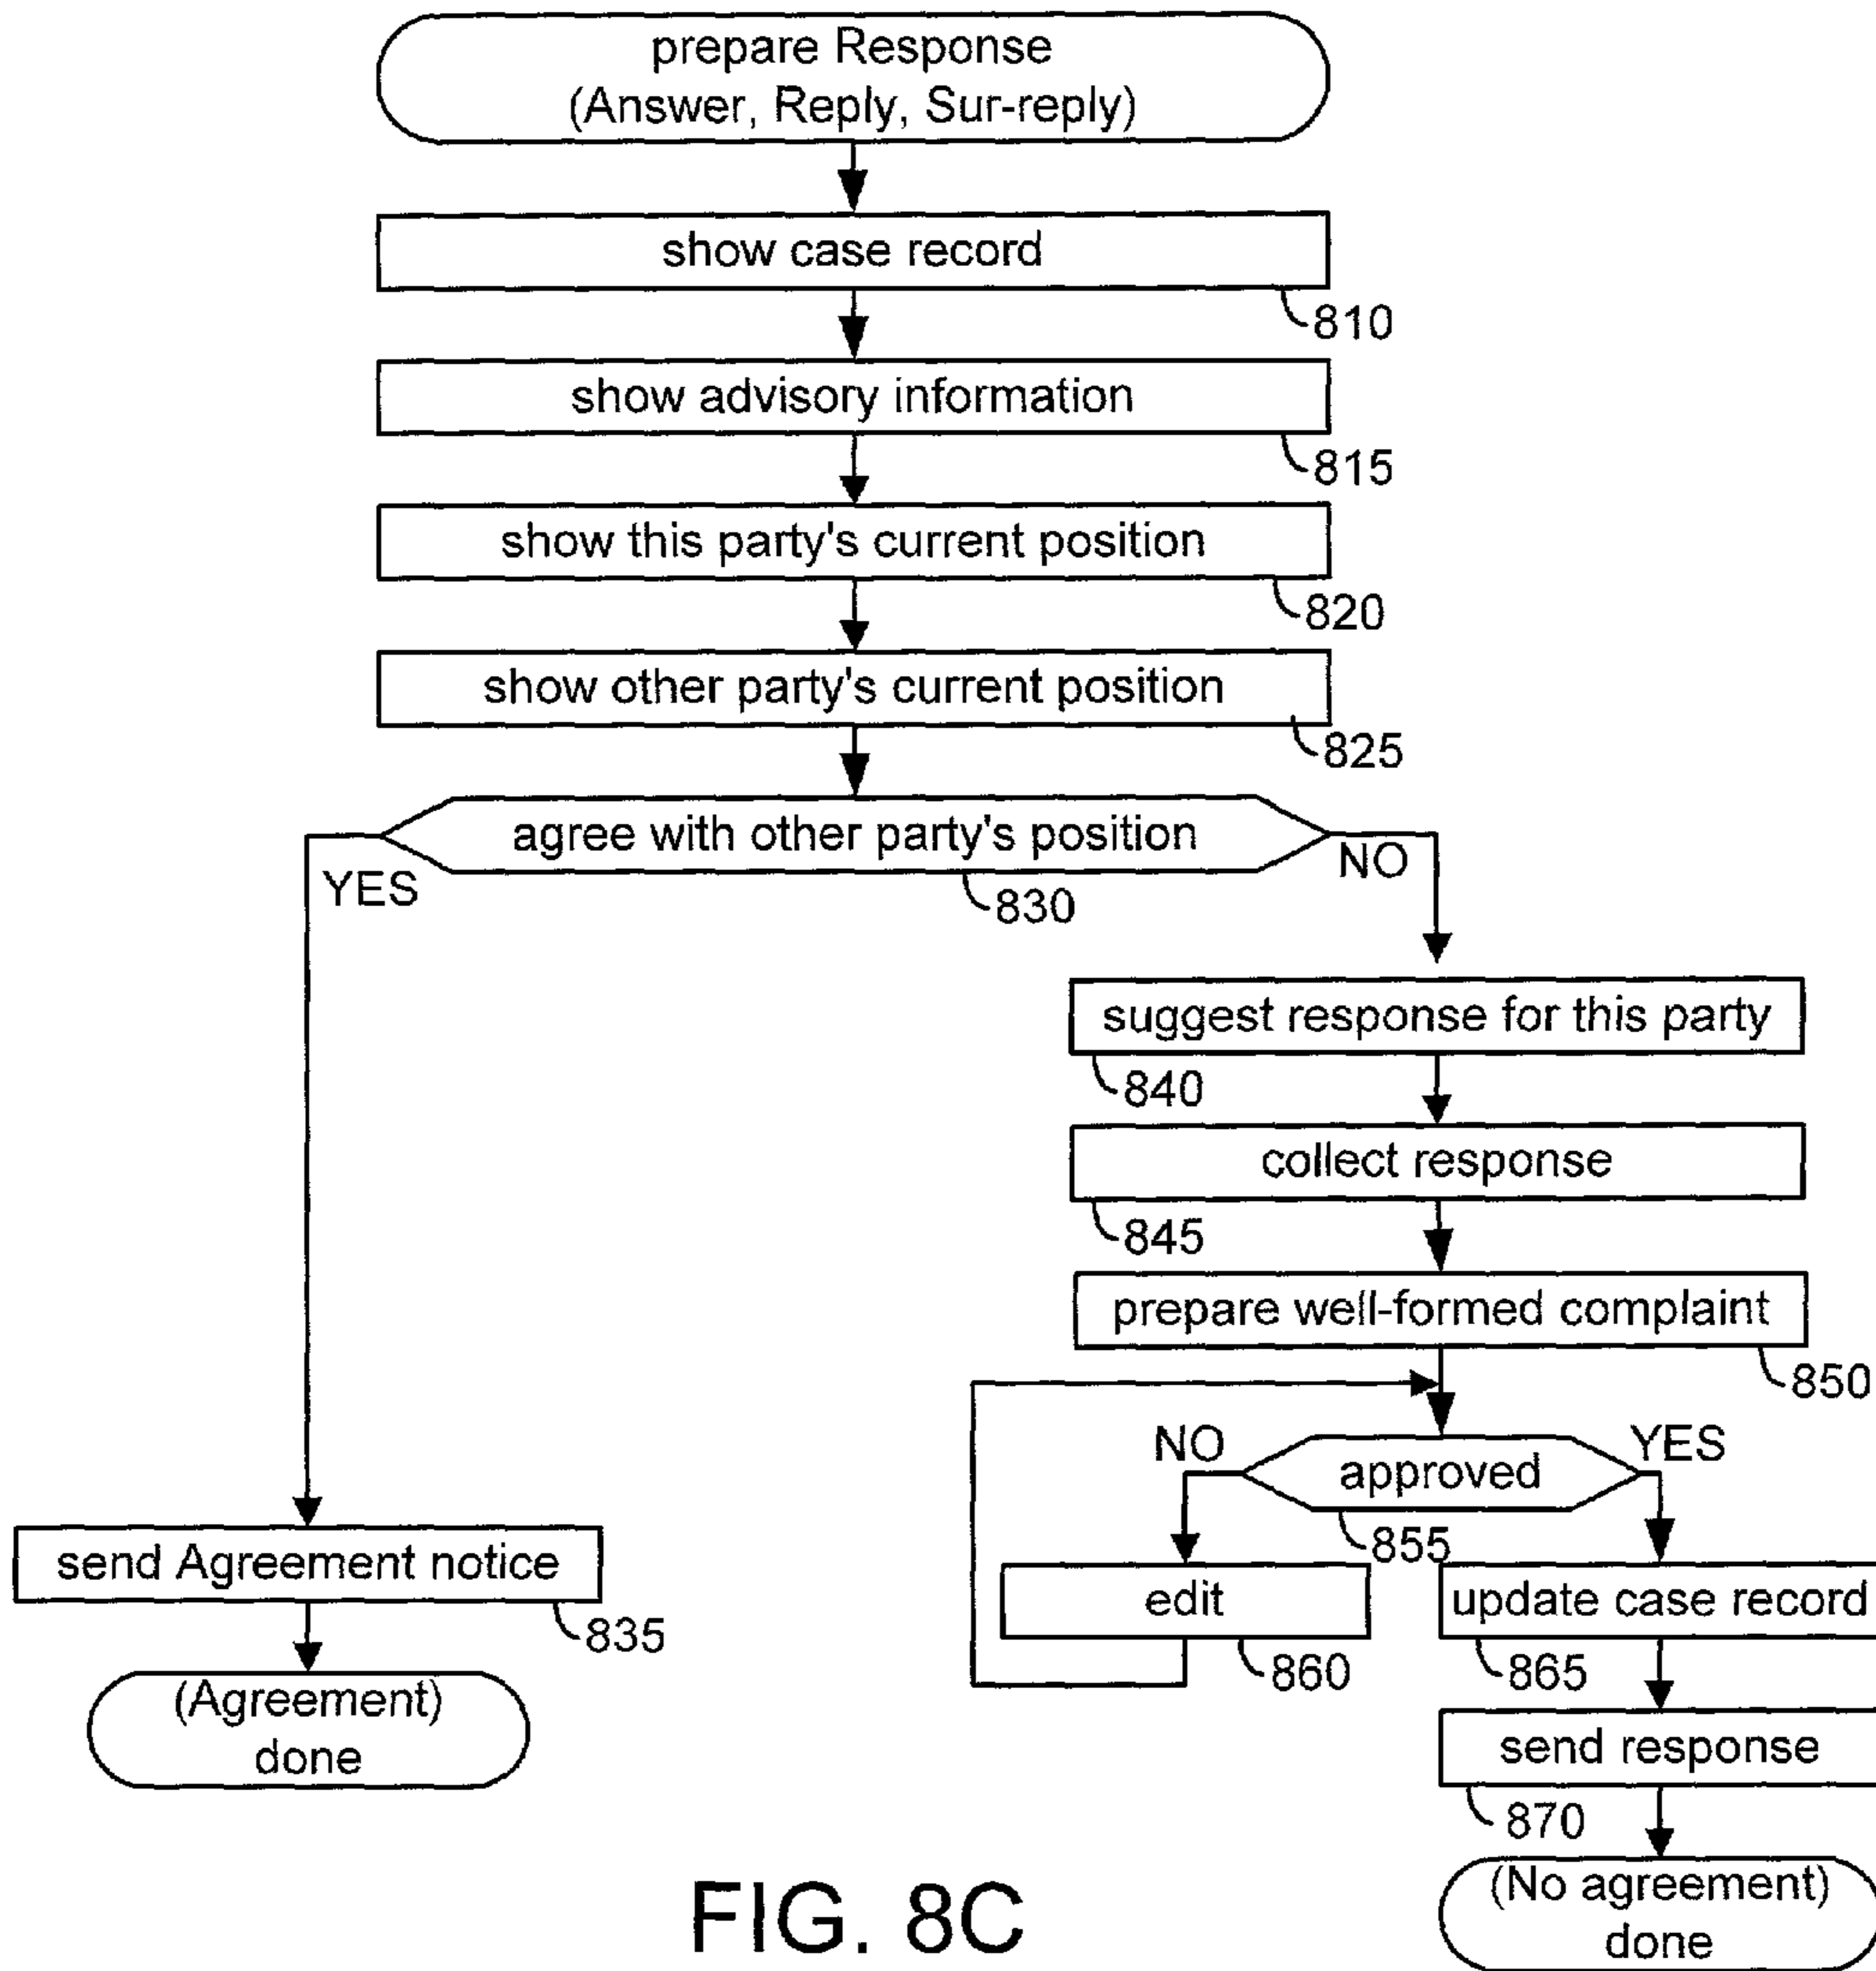 prepare Response
(Answer, Reply, Sur-reply)
show case record
810
show advisory information
815
show this party's current position
820
show other party's current position
825
agree with other party's position
YES
NO
830
suggest response for this party
840
collect response
845
prepare well-formed complaint
850
NO
YES
approved
855
send Agreement notice
835
edit
860
update case record
865
(Agreement)
done
send response
870
(No agreement)
done
FIG. 8C